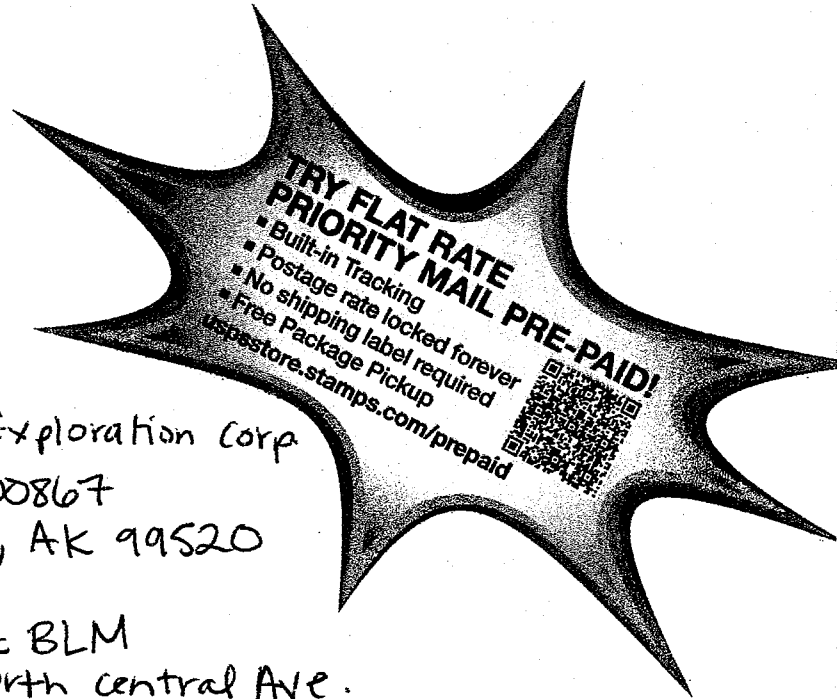 TRY FLAT RATE
PRIORITY MAIL PRE-PAID!
▪ Built-in Tracking
▪ Postage rate locked forever
▪ No shipping label required
▪ Free Package Pickup
uspsstore.stamps.com/prepaid
Exploration Corp
00867
, AK 99520
BLM
central Ave.